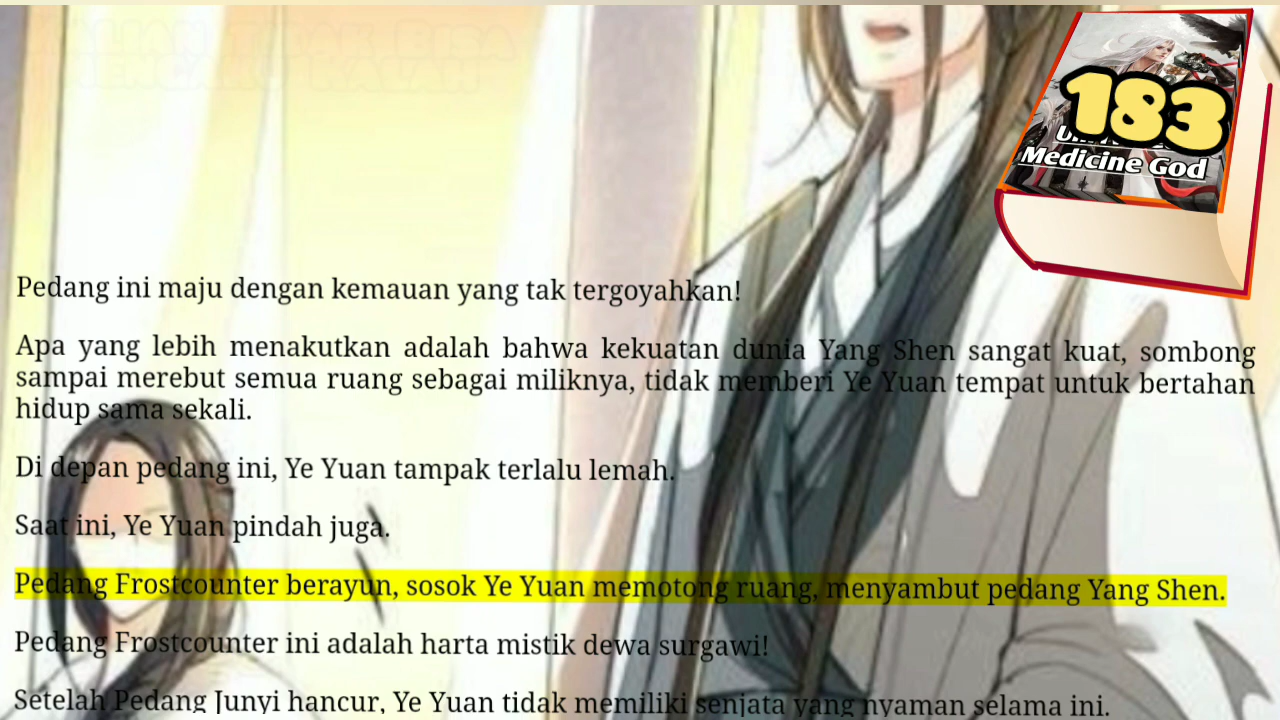 183
Medicine God
Pedang ini maju dengan kemauan yang tak tergoyahkan!
Apa yang lebih menakutkan adalah bahwa kekuatan dunia Yang Shen sangat kuat, sombong
sampai merebut semua ruang sebagai miliknya, tidak memberi Ye Yuan tempat untuk bertahan
hidup sama sekali.
Di depan pedang ini, Ye Yuan tampak terlalu lemah.
Saat ini, Ye Yuan pindah juga.
Pedang Frostcounter berayun, sosok Ye Yuan memotong ruang, menyambut pedang Yang Shen.
Pedang Frostcounter ini adalah harta mistik dewa surgawi!
Setelah Pedang Junyi hancur, Ye Yuan tidak memiliki senjata yang nyaman selama ini.